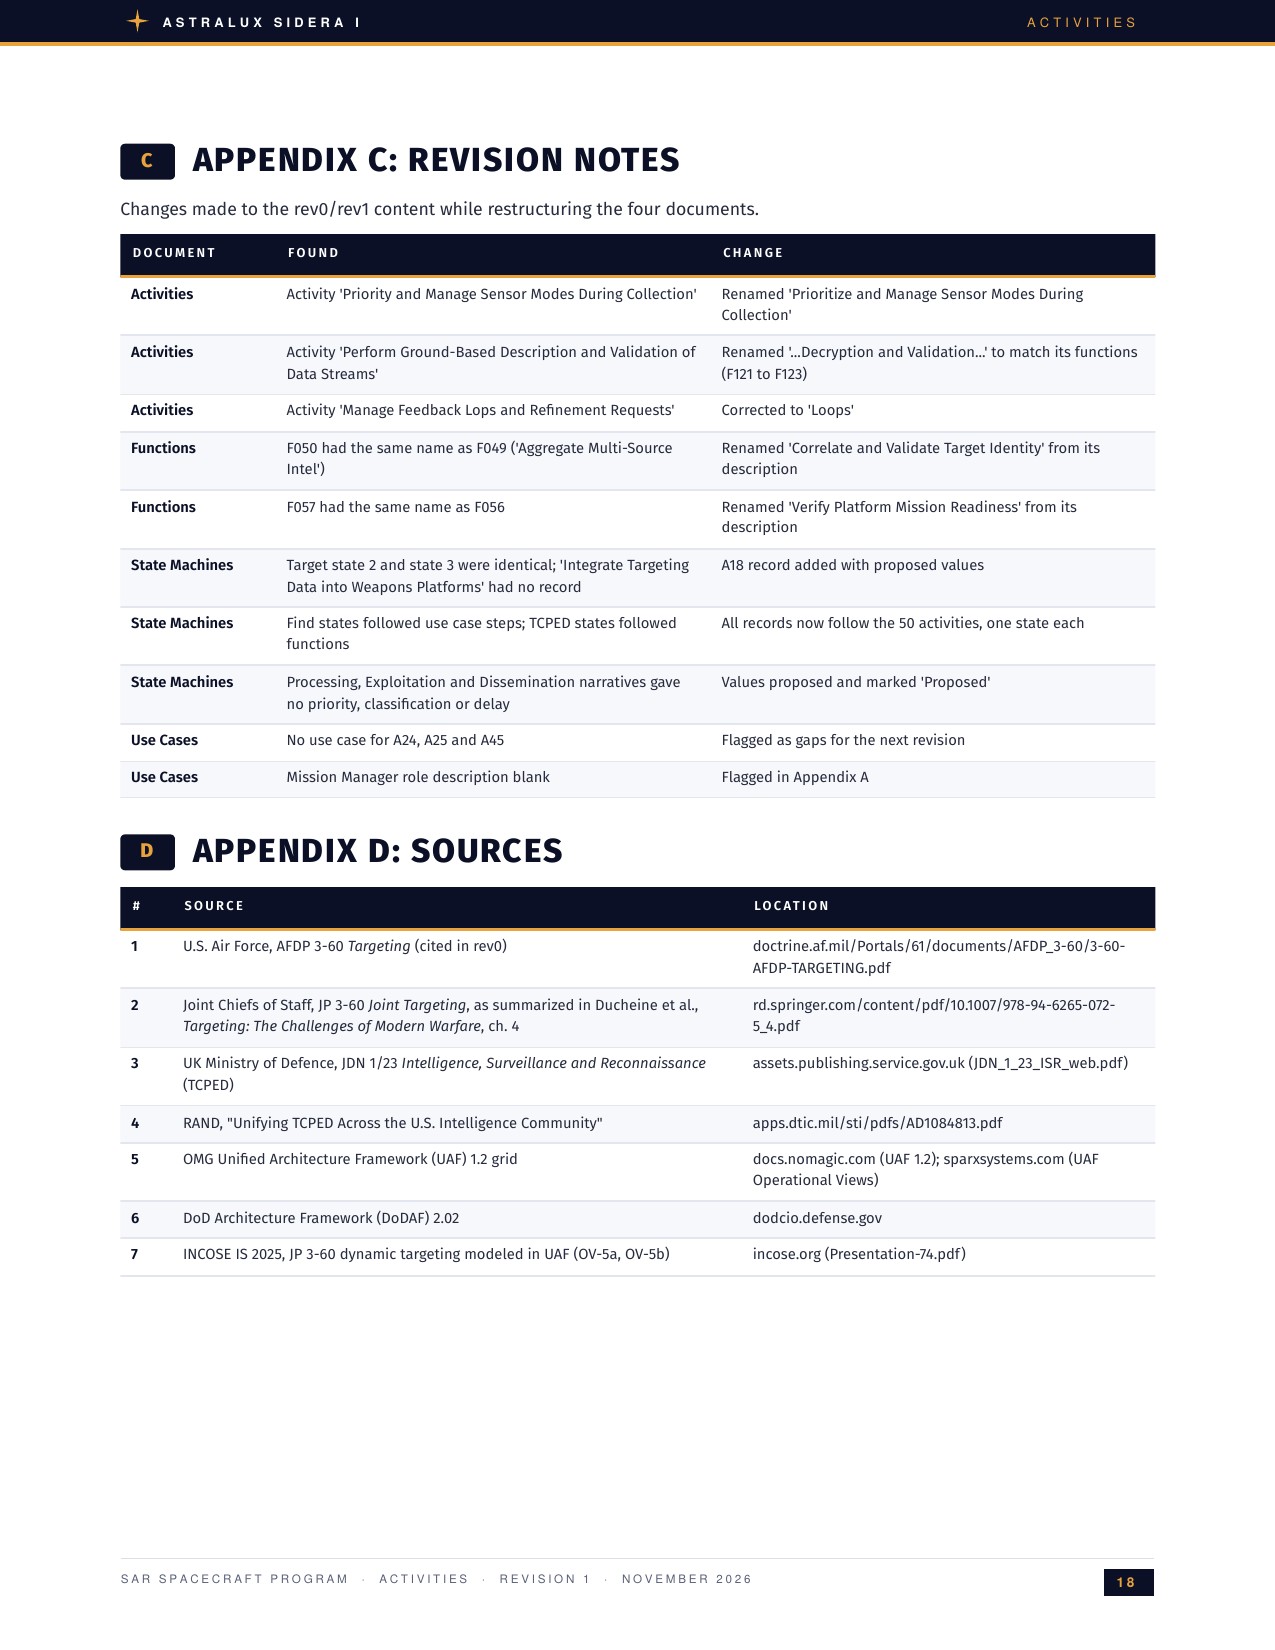 ASTRALUX SIDERA I
ACTIVITIES
C
APPENDIX C: REVISION NOTES
Changes made to the rev0/rev1 content while restructuring the four documents.
DOCUMENT FOUND CHANGE
Activities Activity 'Priority and Manage Sensor Modes During Collection' Renamed 'Prioritize and Manage Sensor Modes During
Collection'
Activities Activity 'Perform Ground-Based Description and Validation of Renamed '...Decryption and Validation...' to match its functions
Data Streams' (F121 to F123)
Activities Activity 'Manage Feedback Lops and Refinement Requests' Corrected to 'Loops'
Functions F050 had the same name as F049 ('Aggregate Multi-Source Renamed 'Correlate and Validate Target Identity' from its
Intel') description
Functions F057 had the same name as F056 Renamed 'Verify Platform Mission Readiness' from its
description
State Machines Target state 2 and state 3 were identical; 'Integrate Targeting A18 record added with proposed values
Data into Weapons Platforms' had no record
State Machines Find states followed use case steps; TCPED states followed All records now follow the 50 activities, one state each
functions
State Machines Processing, Exploitation and Dissemination narratives gave Values proposed and marked 'Proposed'
no priority, classification or delay
Use Cases No use case for A24, A25 and A45 Flagged as gaps for the next revision
Use Cases Mission Manager role description blank Flagged in Appendix A
D
APPENDIX D: SOURCES
# SOURCE LOCATION
1 U.S. Air Force, AFDP 3-60 Targeting (cited in rev0) doctrine.af.mil/Portals/61/documents/AFDP_3-60/3-60-
AFDP-TARGETING.pdf
2 Joint Chiefs of Staff, JP 3-60 Joint Targeting, as summarized in Ducheine et al., rd.springer.com/content/pdf/10.1007/978-94-6265-072-
Targeting: The Challenges of Modern Warfare, ch. 4 5_4.pdf
3 UK Ministry of Defence, JDN 1/23 Intelligence, Surveillance and Reconnaissance assets.publishing.service.gov.uk (JDN_1_23_ISR_web.pdf)
(TCPED)
4 RAND, "Unifying TCPED Across the U.S. Intelligence Community" apps.dtic.mil/sti/pdfs/AD1084813.pdf
5 OMG Unified Architecture Framework (UAF) 1.2 grid docs.nomagic.com (UAF 1.2); sparxsystems.com (UAF
Operational Views)
6 DoD Architecture Framework (DoDAF) 2.02 dodcio.defense.gov
7 INCOSE IS 2025, JP 3-60 dynamic targeting modeled in UAF (OV-5a, OV-5b) incose.org (Presentation-74.pdf)
SAR SPACECRAFT PROGRAM · ACTIVITIES · REVISION 1 · NOVEMBER 2026
18